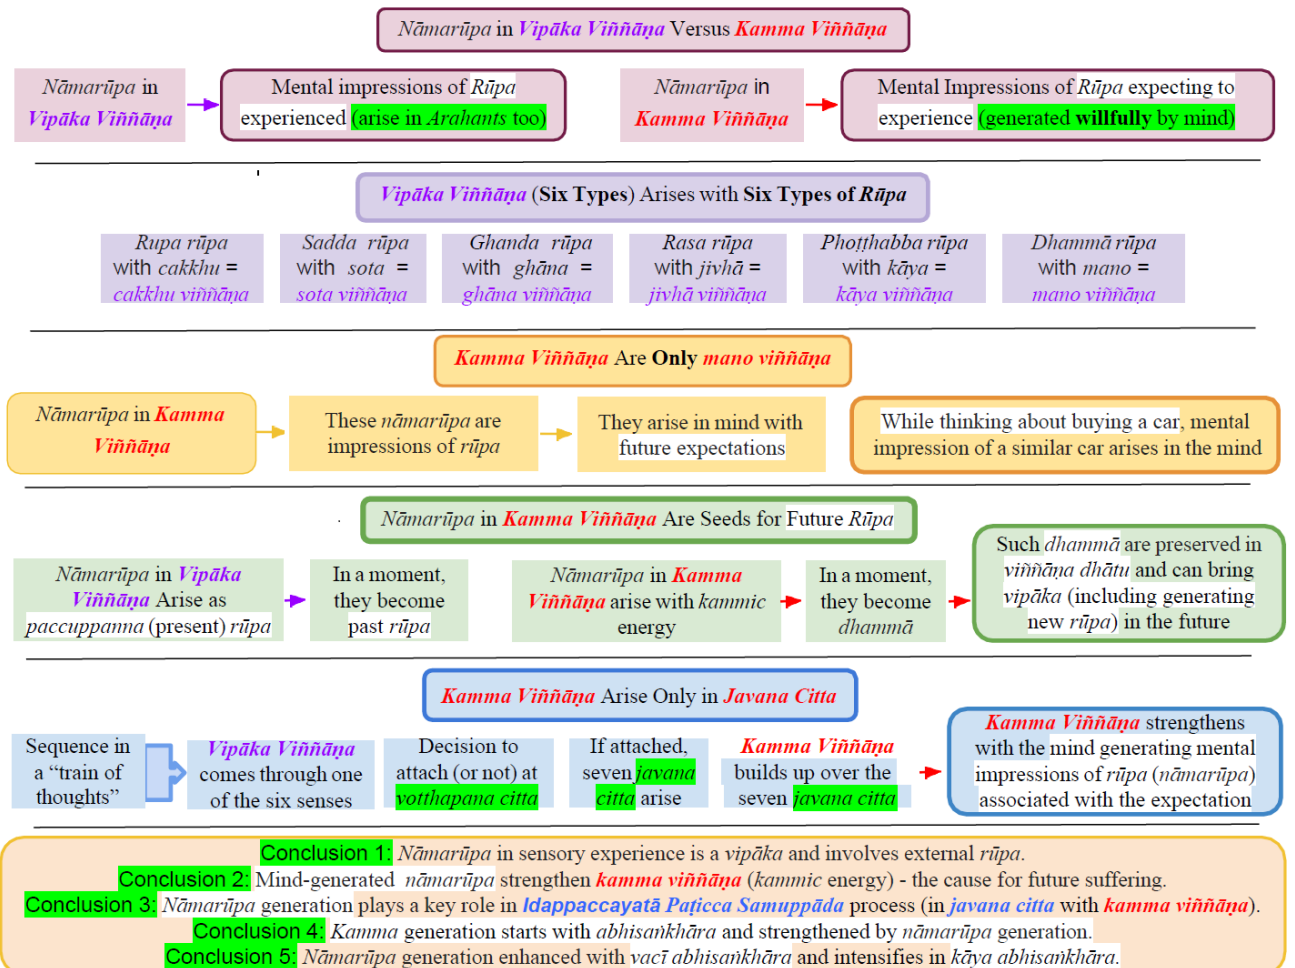 Nāmarūpa in Vipāka Viññāṇa Versus Kamma Viññāṇa
Nāmarūpa in
Vipāka Viññāṇa
Mental impressions of Rūpa
experienced (arise in Arahants too)
Nāmarūpa in
Kamma Viññāṇa
Mental Impressions of Rūpa expecting to
experience (generated willfully by mind)
Vipāka Viññāṇa (Six Types) Arises with Six Types of Rūpa
Rupa rūpa
with cakkhu =
cakkhu viññāṇa
Sadda rūpa
with sota =
sota viññāṇa
Ghanda rūpa
with ghāna =
ghāna viññāṇa
Rasa rūpa
with jivhā =
jivhā viññāṇa
Phoṭṭhabba rūpa
with kāya =
kāya viññāṇa
Dhammā rūpa
with mano =
mano viññāṇa
Kamma Viññāṇa Are Only mano viññāṇa
Nāmarūpa in Kamma
Viññāṇa
These nāmarūpa are
impressions of rūpa
They arise in mind with
future expectations
While thinking about buying a car, mental
impression of a similar car arises in the mind
Nāmarūpa in Kamma Viññāṇa Are Seeds for Future Rūpa
Nāmarūpa in Vipāka
Viññāṇa Arise as
paccuppanna (present) rūpa
In a moment,
they become
past rūpa
Nāmarūpa in Kamma
Viññāṇa arise with kammic
energy
In a moment,
they become
dhammā
Such dhammā are preserved in
viññāṇa dhātu and can bring
vipāka (including generating
new rūpa) in the future
Kamma Viññāṇa Arise Only in Javana Citta
Sequence in
a “train of
thoughts”
Vipāka Viññāṇa
comes through one
of the six senses
Decision to
attach (or not) at
votthapana citta
If attached,
seven javana
citta arise
Kamma Viññāṇa
builds up over the
seven javana citta
Kamma Viññāṇa strengthens
with the mind generating mental
impressions of rūpa (nāmarūpa)
associated with the expectation
Conclusion 1: Nāmarūpa in sensory experience is a vipāka and involves external rūpa.
Conclusion 2: Mind-generated nāmarūpa strengthen kamma viññāṇa (kammic energy) - the cause for future suffering.
Conclusion 3: Nāmarūpa generation plays a key role in Idappaccayatā Paṭicca Samuppāda process (in javana citta with kamma viññāṇa).
Conclusion 4: Kamma generation starts with abhisaṅkhāra and strengthened by nāmarūpa generation.
Conclusion 5: Nāmarūpa generation enhanced with vacī abhisaṅkhāra and intensifies in kāya abhisaṅkhāra.